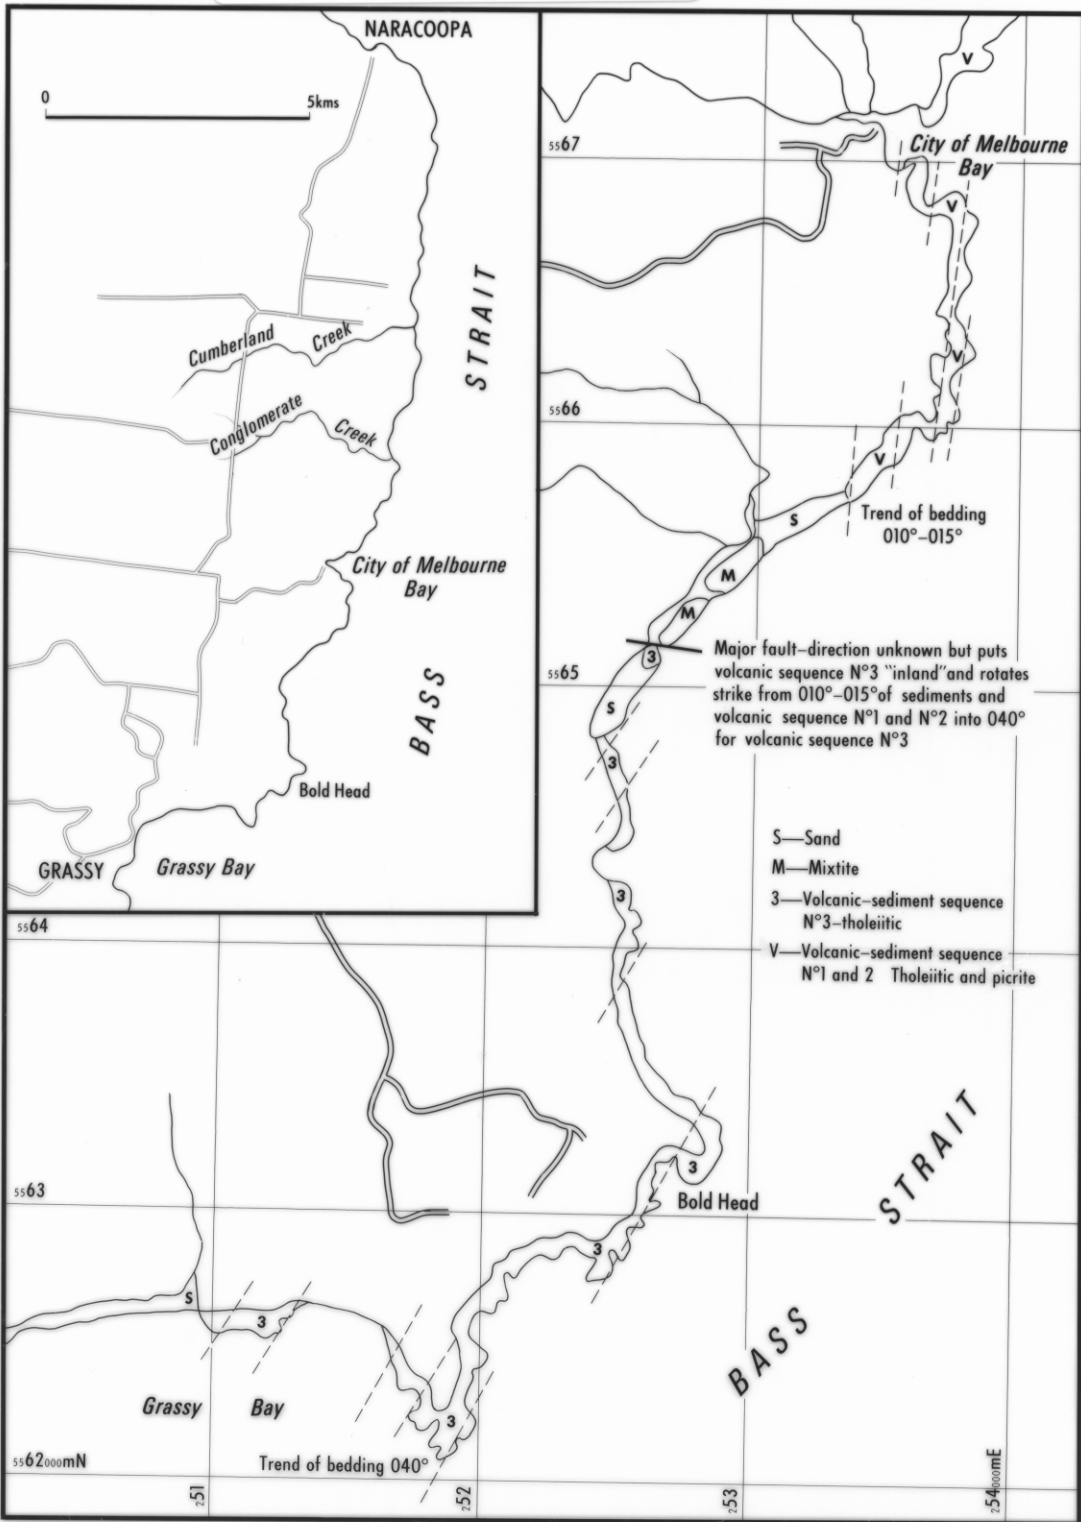 NARACOOPA
0
5kms
STRAIT
Cumberland Creek
Conglomerate Creek
City of Melbourne
Bay
BASS
Bold Head
GRASSY
Grassy Bay
V
5567
City of Melbourne
Bay
V
V
5566
V
S
Trend of bedding
010°–015°
M
M
3
Major fault–direction unknown but puts
volcanic sequence N°3 "inland" and rotates
strike from 010°–015° of sediments and
volcanic sequence N°1 and N°2 into 040°
for volcanic sequence N°3
5565
S
3
S—Sand
M—Mixtite
3—Volcanic–sediment sequence
N°3–tholeiitic
V—Volcanic–sediment sequence
N°1 and 2 Tholeiitic and picrite
3
5564
STRAIT
3
Bold Head
5563
3
S
3
BASS
Grassy Bay
3
Trend of bedding 040°
5562000mN
251
252
253
254000mE